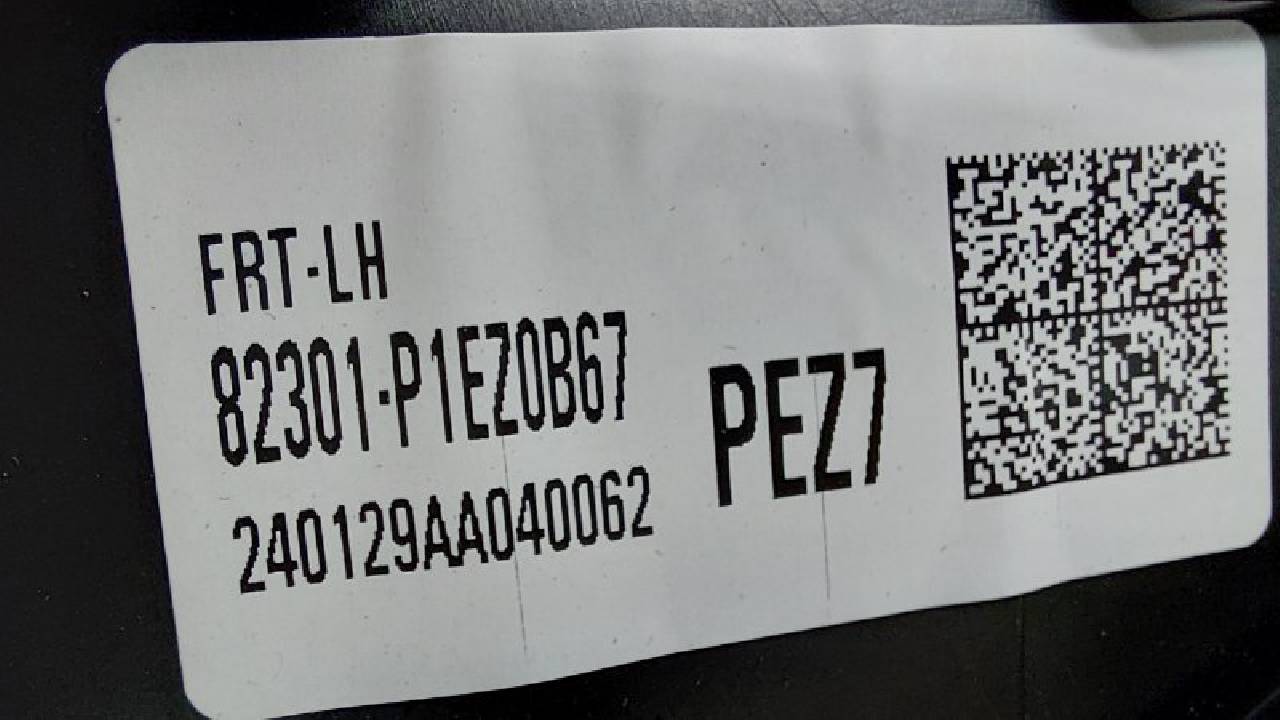 FRT-LH
82301-P1EZ0B67
PEZ7
240129AA040062